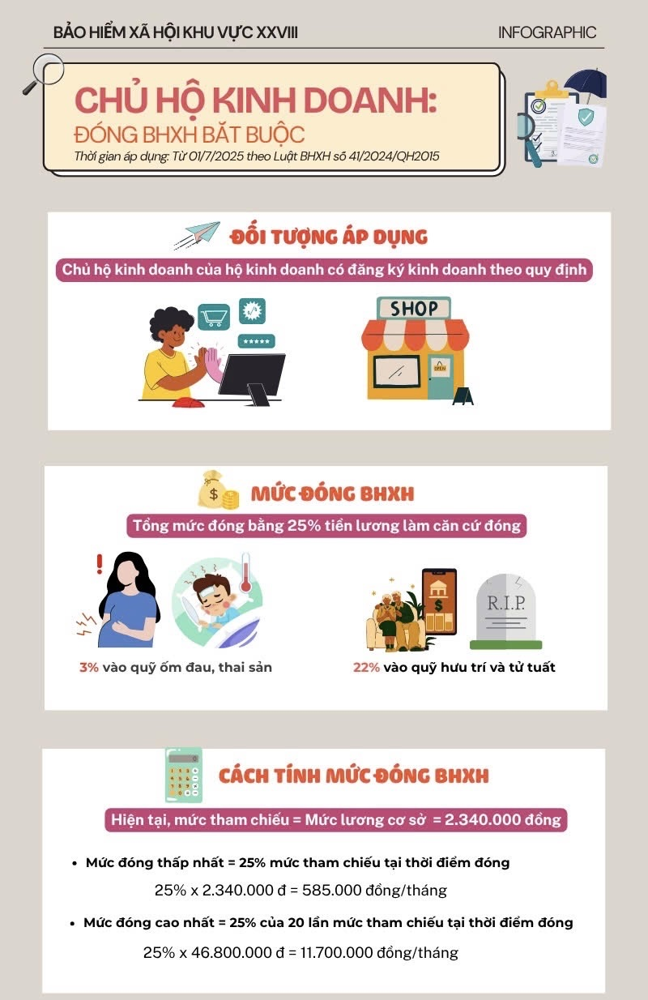 BẢO HIỂM XÃ HỘI KHU VỰC XXVIII
INFOGRAPHIC
CHỦ HỘ KINH DOANH:
ĐÓNG BHXH BẮT BUỘC
Thời gian áp dụng: Từ 01/7/2025 theo Luật BHXH số 41/2024/QH2015
ĐỐI TƯỢNG ÁP DỤNG
Chủ hộ kinh doanh của hộ kinh doanh có đăng ký kinh doanh theo quy định
SHOP
OPEN
MỨC ĐÓNG BHXH
Tổng mức đóng bằng 25% tiền lương làm căn cứ đóng
R.I.P.
3% vào quỹ ốm đau, thai sản
22% vào quỹ hưu trí và tử tuất
CÁCH TÍNH MỨC ĐÓNG BHXH
Hiện tại, mức tham chiếu = Mức lương cơ sở = 2.340.000 đồng
• Mức đóng thấp nhất = 25% mức tham chiếu tại thời điểm đóng
25% x 2.340.000 đ = 585.000 đồng/tháng
• Mức đóng cao nhất = 25% của 20 lần mức tham chiếu tại thời điểm đóng
25% x 46.800.000 đ = 11.700.000 đồng/tháng